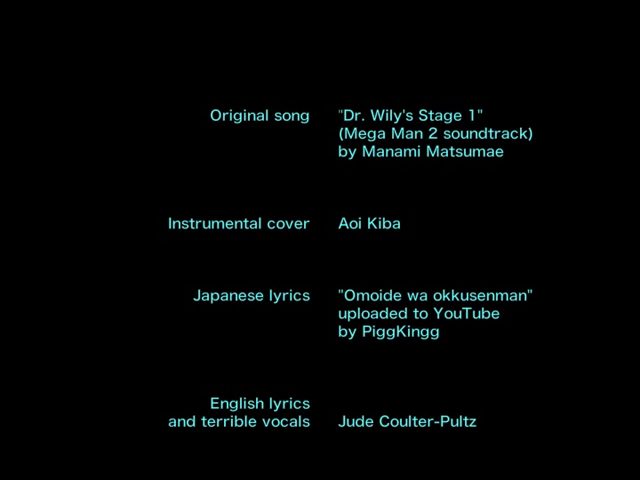 Original song "Dr. Wily's Stage 1"
(Mega Man 2 soundtrack)
by Manami Matsumae
Instrumental cover Aoi Kiba
Japanese lyrics "Omoide wa okkusenman"
uploaded to YouTube
by PiggKingg
English lyrics
and terrible vocals Jude Coulter-Pultz